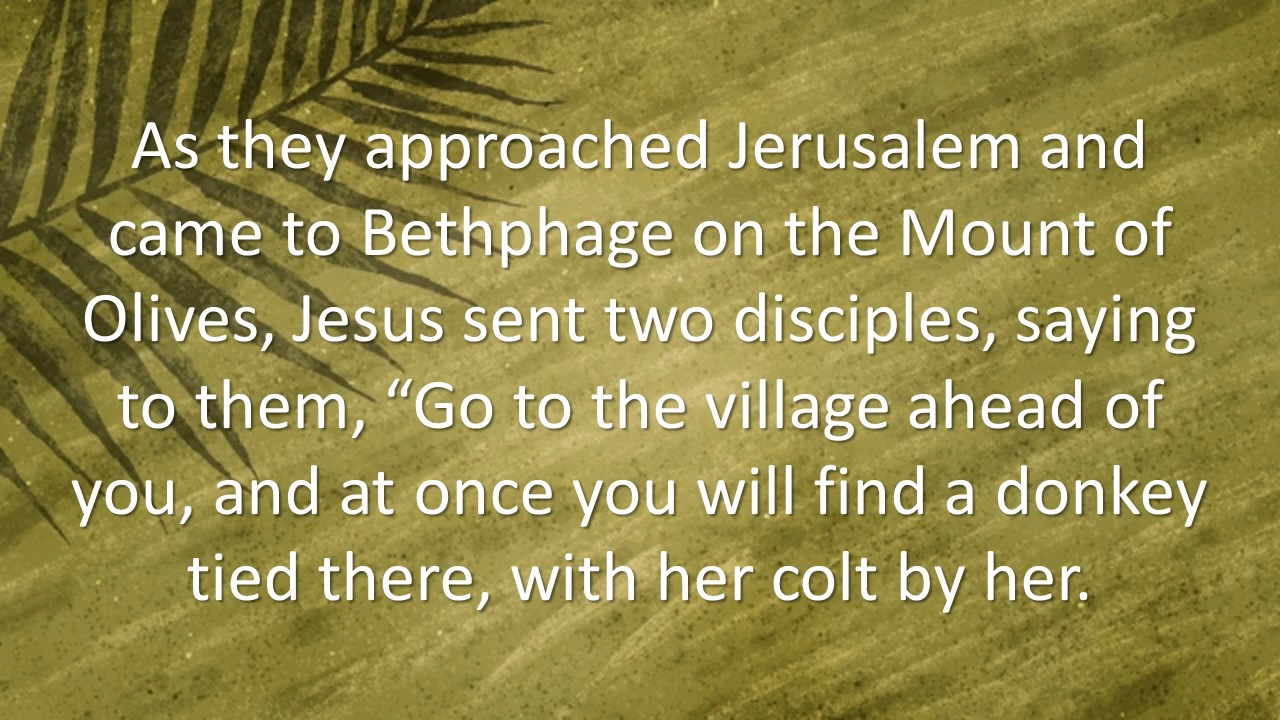 As they approached Jerusalem and
came to Bethphage on the Mount of
Olives, Jesus sent two disciples, saying
to them, “Go to the village ahead of
you, and at once you will find a donkey
tied there, with her colt by her.